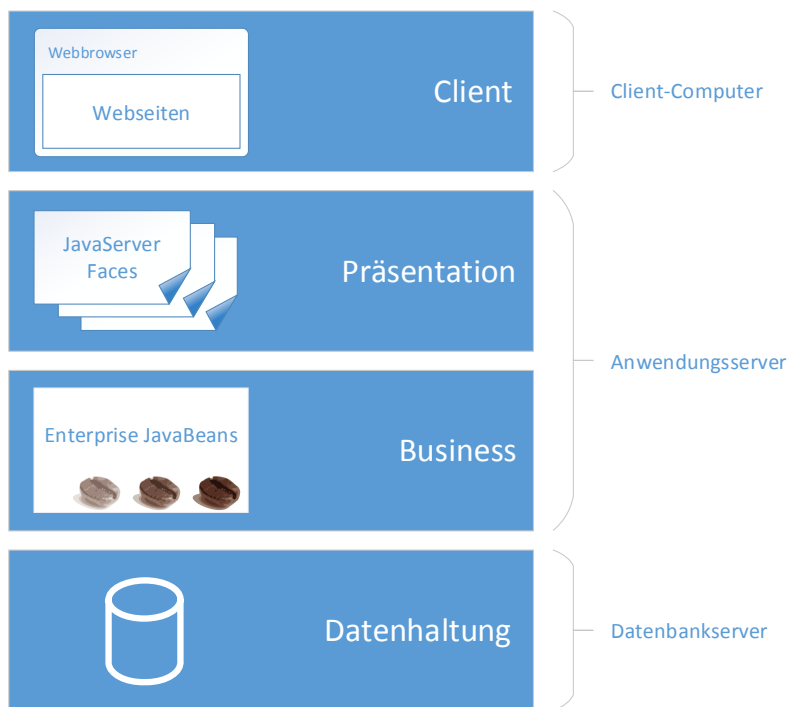 Webbrowser
Webseiten
Client
Client-Computer
JavaServer
Faces
Präsentation
Anwendungsserver
Enterprise JavaBeans
Business
Datenhaltung
Datenbankserver